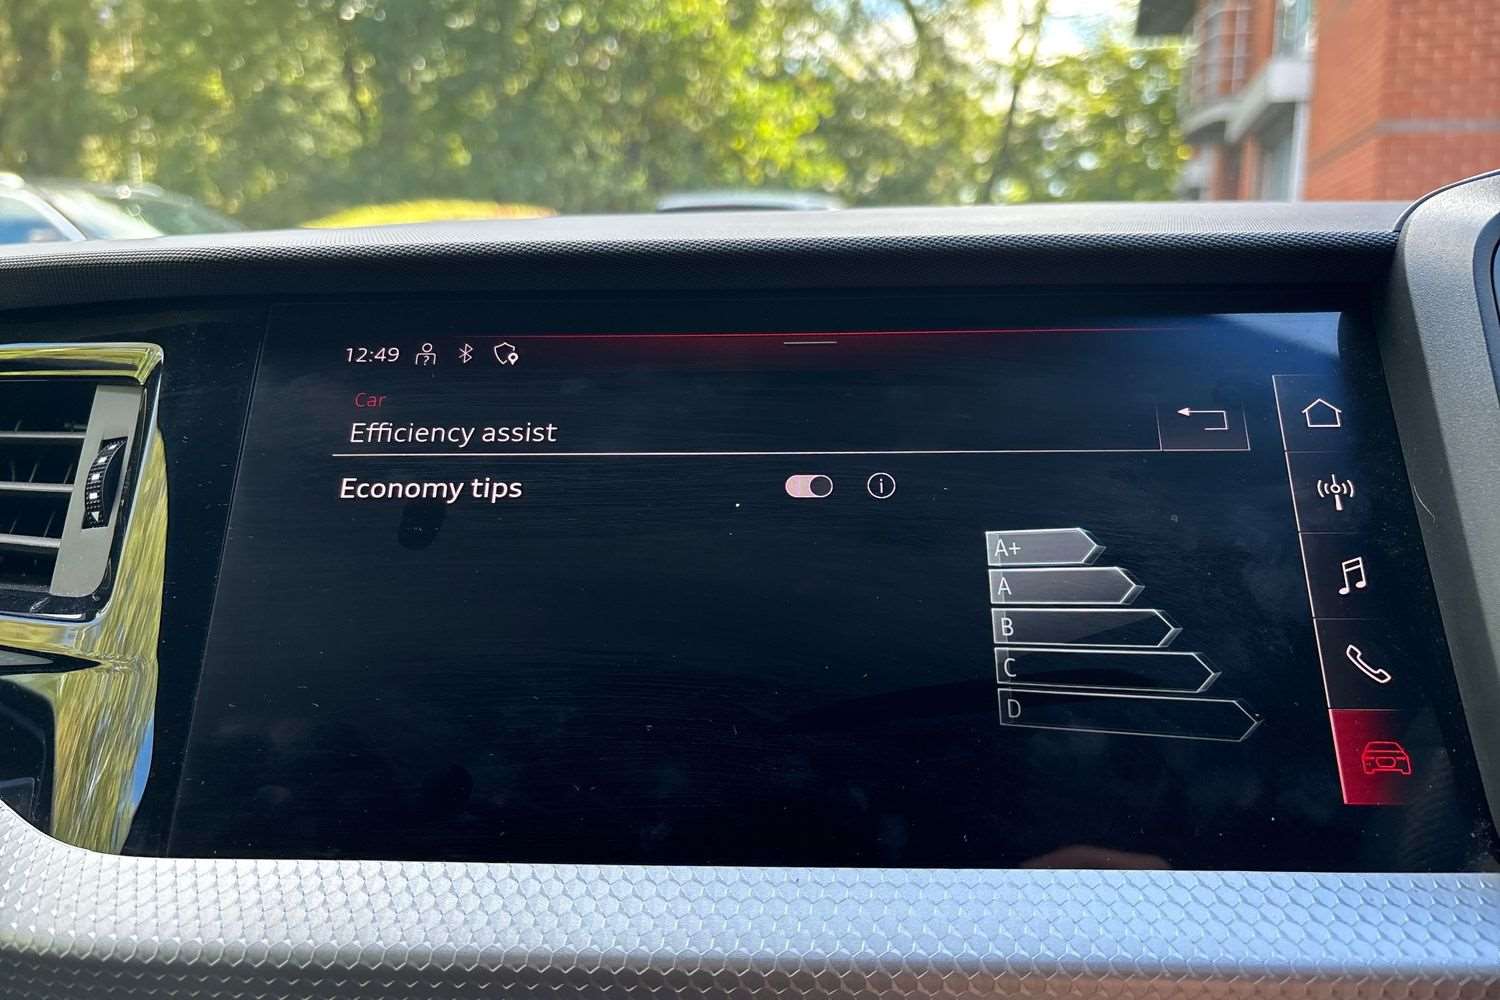 12:49
Car
Efficiency assist
Economy tips
A+
A
B
C
D